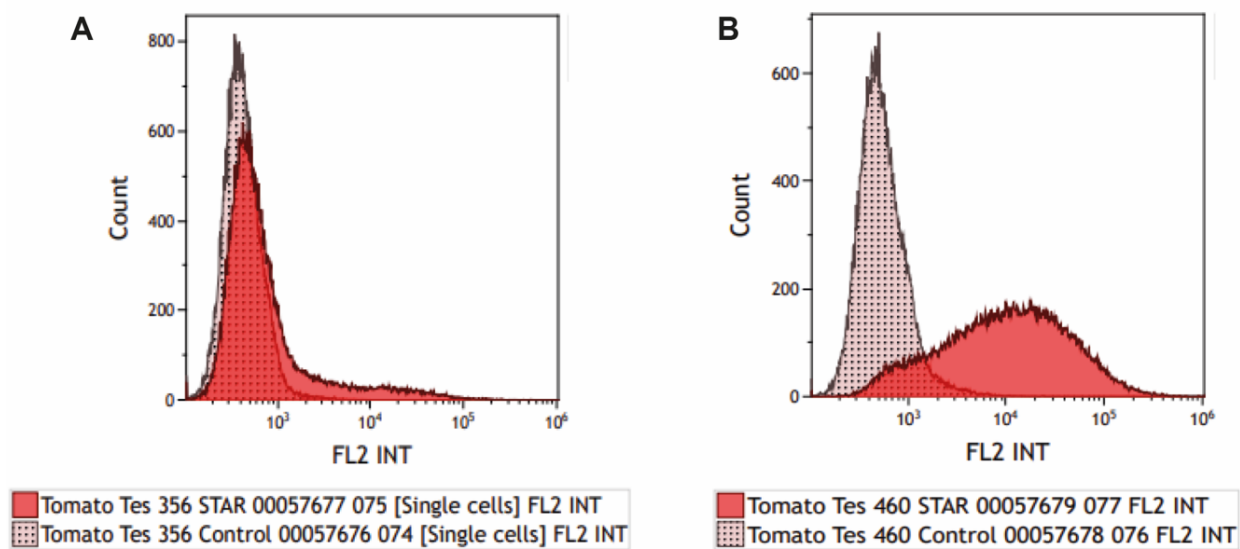 A
800
600
400
200
0
Count
10³
10⁴
10⁵
10⁶
FL2 INT
Tomato Tes 356 STAR 00057677 075 [Single cells] FL2 INT
Tomato Tes 356 Control 00057676 074 [Single cells] FL2 INT
B
600
400
200
0
Count
10³
10⁴
10⁵
10⁶
FL2 INT
Tomato Tes 460 STAR 00057679 077 FL2 INT
Tomato Tes 460 Control 00057678 076 FL2 INT